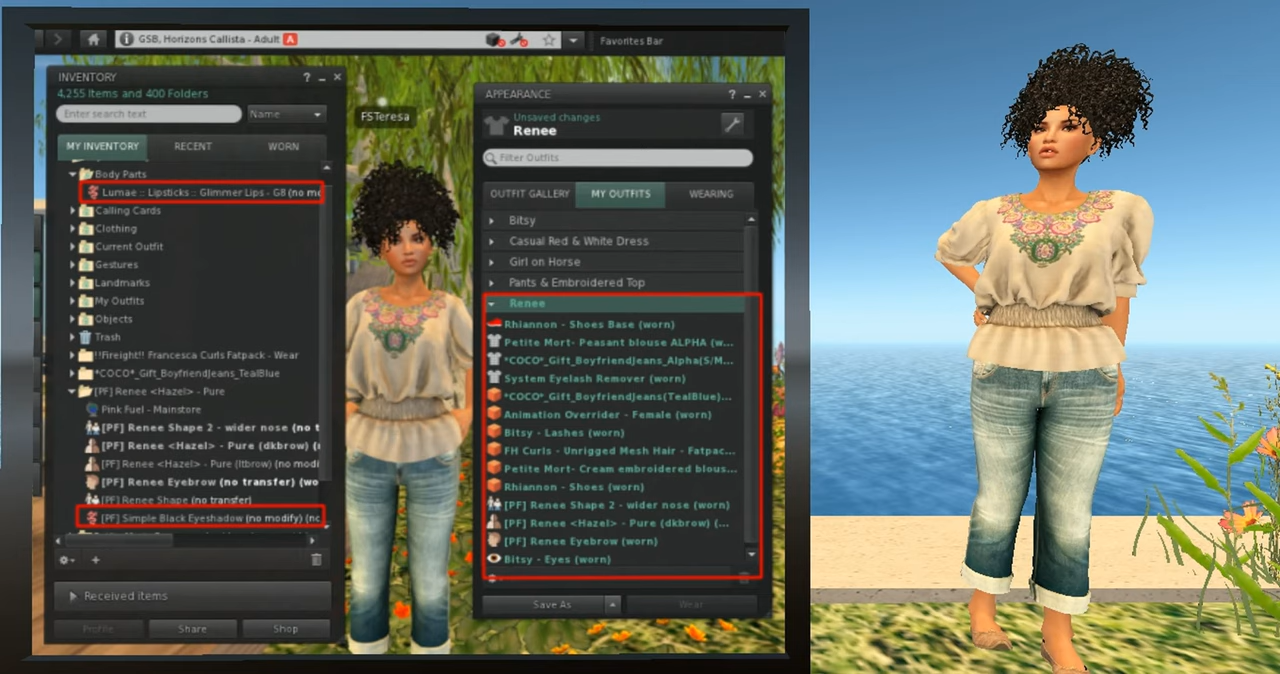 GSB, Horizons Callista - Adult A
Favorites Bar
INVENTORY ? _ ×
4,255 Items and 400 Folders
Enter search text
Name
MY INVENTORY
RECENT
WORN
Body Parts
Lumae :: Lipsticks :: Glimmer Lips - G8 (no mo
Calling Cards
Clothing
Current Outfit
Gestures
Landmarks
My Outfits
Objects
Trash
!!Fireight!! Francesca Curls Fatpack - Wear
*COCO*_Gift_BoyfriendJeans_TealBlue
[PF] Renee <Hazel> - Pure
Pink Fuel - Mainstore
[PF] Renee Shape 2 - wider nose (no t
[PF] Renee <Hazel> - Pure (dkbrow) (
[PF] Renee <Hazel> - Pure (ltbrow) (no modi
[PF] Renee Eyebrow (no transfer) (wo
[PF] Renee Shape (no transfer)
[PF] Simple Black Eyeshadow (no modify) (nc
Received items
Profile
Share
Shop
FSTeresa
APPEARANCE ? _ ×
Unsaved changes
Renee
Filter Outfits
OUTFIT GALLERY
MY OUTFITS
WEARING
Bitsy
Casual Red & White Dress
Girl on Horse
Pants & Embroidered Top
Renee
Rhiannon - Shoes Base (worn)
Petite Mort- Peasant blouse ALPHA (w...
*COCO*_Gift_BoyfriendJeans_Alpha(S/M...
System Eyelash Remover (worn)
*COCO*_Gift_BoyfriendJeans(TealBlue)...
Animation Overrider - Female (worn)
Bitsy - Lashes (worn)
FH Curls - Unrigged Mesh Hair - Fatpac...
Petite Mort- Cream embroidered blous...
Rhiannon - Shoes (worn)
[PF] Renee Shape 2 - wider nose (worn)
[PF] Renee <Hazel> - Pure (dkbrow) (...
[PF] Renee Eyebrow (worn)
Bitsy - Eyes (worn)
Save As
Wear